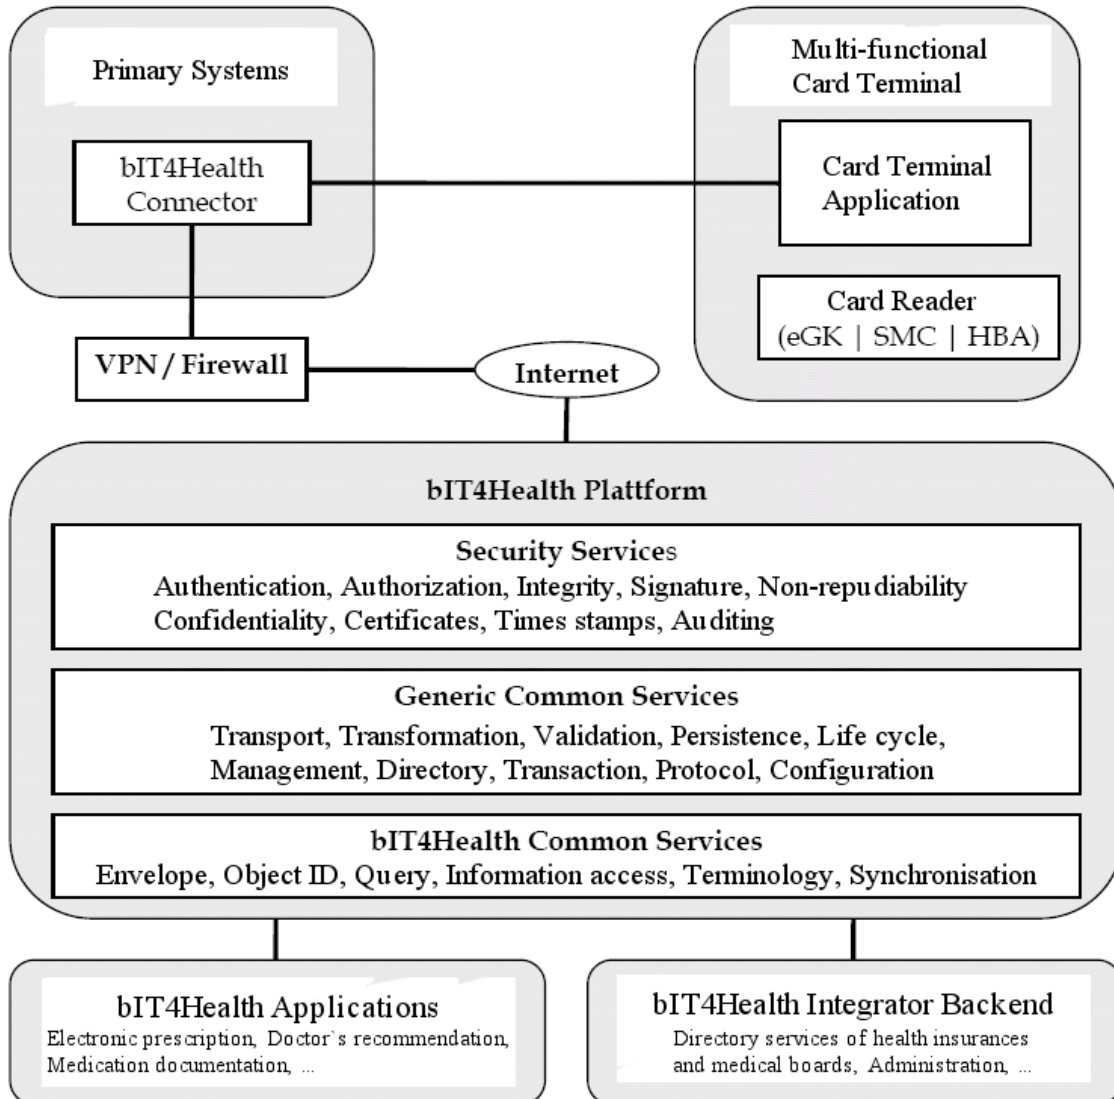 Primary Systems
bIT4Health
Connector
Multi-functional
Card Terminal
Card Terminal
Application
Card Reader
(eGK | SMC | HBA)
VPN / Firewall
Internet
bIT4Health Plattform
Security Services
Authentication, Authorization, Integrity, Signature, Non-repudiability
Confidentiality, Certificates, Times stamps, Auditing
Generic Common Services
Transport, Transformation, Validation, Persistence, Life cycle,
Management, Directory, Transaction, Protocol, Configuration
bIT4Health Common Services
Envelope, Object ID, Query, Information access, Terminology, Synchronisation
bIT4Health Applications
Electronic prescription, Doctor`s recommendation,
Medication documentation, ...
bIT4Health Integrator Backend
Directory services of health insurances
and medical boards, Administration, ...